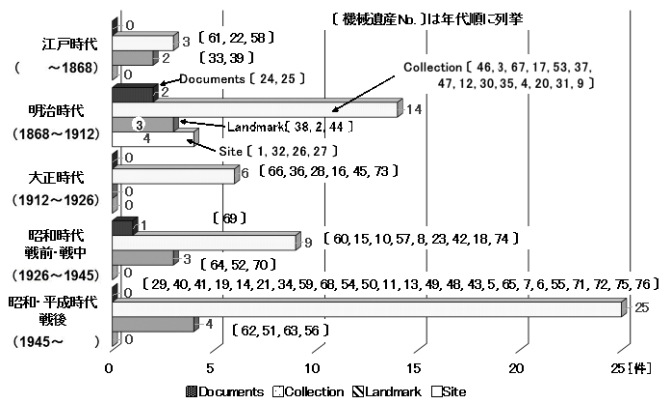 〔 機械遺産No. 〕は年代順に列挙
江戸時代
(　　～1868)
0
3〔 61, 22, 58〕
2〔 33, 39〕
0
明治時代
(1868～1912)
2
Documents〔 24, 25〕
Collection〔 46, 3, 67, 17, 53, 37,
47, 12, 30, 35, 4, 20, 31, 9〕
14
3
Landmark〔 38, 2, 44〕
4
Site〔 1, 32, 26, 27〕
大正時代
(1912～1926)
0
6〔 66, 36, 28, 16, 45, 73〕
0
0
昭和時代
戦前・戦中
(1926～1945)
1〔 69〕
9〔 60, 15, 10, 57, 8, 23, 42, 18, 74〕
3〔 64, 52, 70〕
0
昭和・平成時代
戦後
(1945～　　)
〔29, 40, 41, 19, 14, 21, 34, 59, 68, 54, 50, 11, 13, 49, 48, 43, 5, 65, 7, 6, 55, 71, 72, 75, 76〕
0
25
4〔 62, 51, 63, 56〕
0
0 5 10 15 20 25[件]
Documents Collection Landmark Site